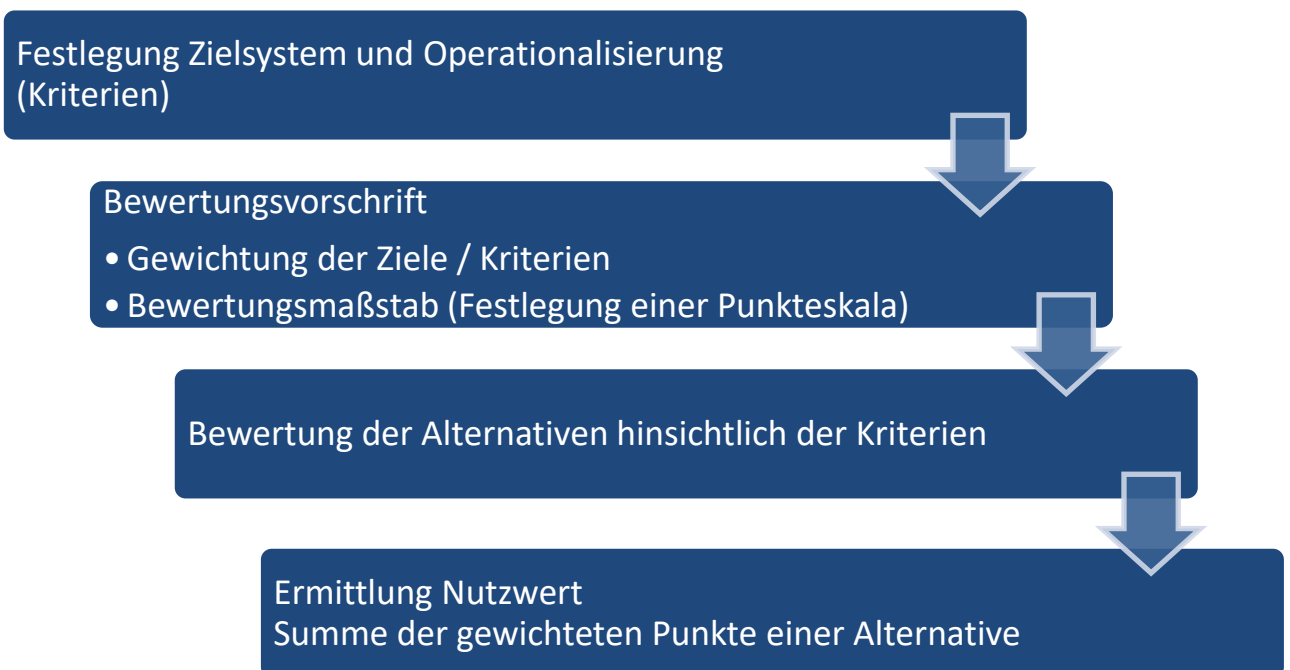 Festlegung Zielsystem und Operationalisierung
(Kriterien)
Bewertungsvorschrift
• Gewichtung der Ziele / Kriterien
• Bewertungsmaßstab (Festlegung einer Punkteskala)
Bewertung der Alternativen hinsichtlich der Kriterien
Ermittlung Nutzwert
Summe der gewichteten Punkte einer Alternative